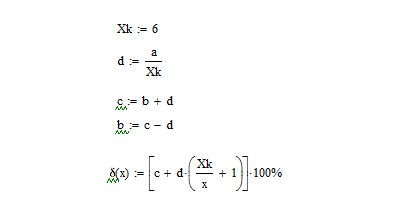 Xk := 6
d := a / Xk
c := b + d
b := c − d
δ(x) := [c + d·(Xk / x + 1)]·100%